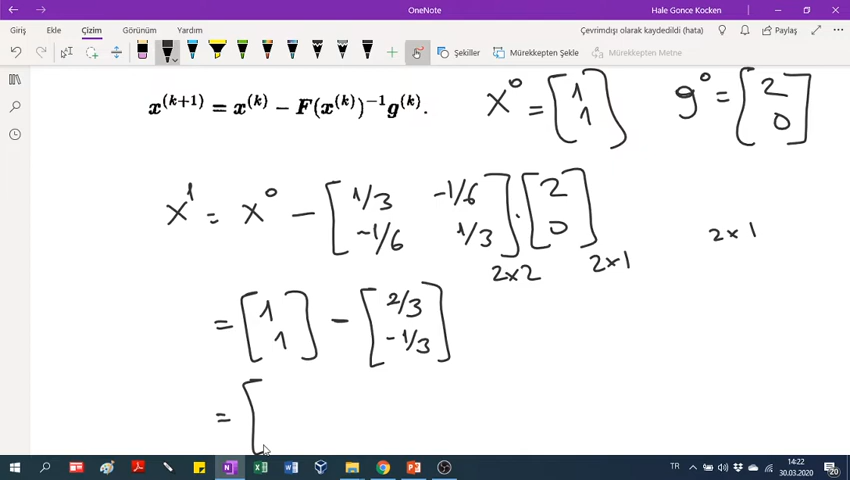 OneNote
Hale Gonce Kocken
Giriş Ekle Çizim Görünüm Yardım Çevrimdışı olarak kaydedildi (hata) Paylaş
Şekiller Mürekkepten Şekle Mürekkepten Metne
x^(k+1) = x^(k) − F(x^(k))^−1 g^(k). x^0 = [1 1] g^0 = [2 0]
x^1 = x^0 − [1/3 -1/6 -1/6 1/3] · [2 0]
2x2 2x1 2x1
= [1 1] − [2/3 -1/3]
= [
TR 14:22
30.03.2020 20